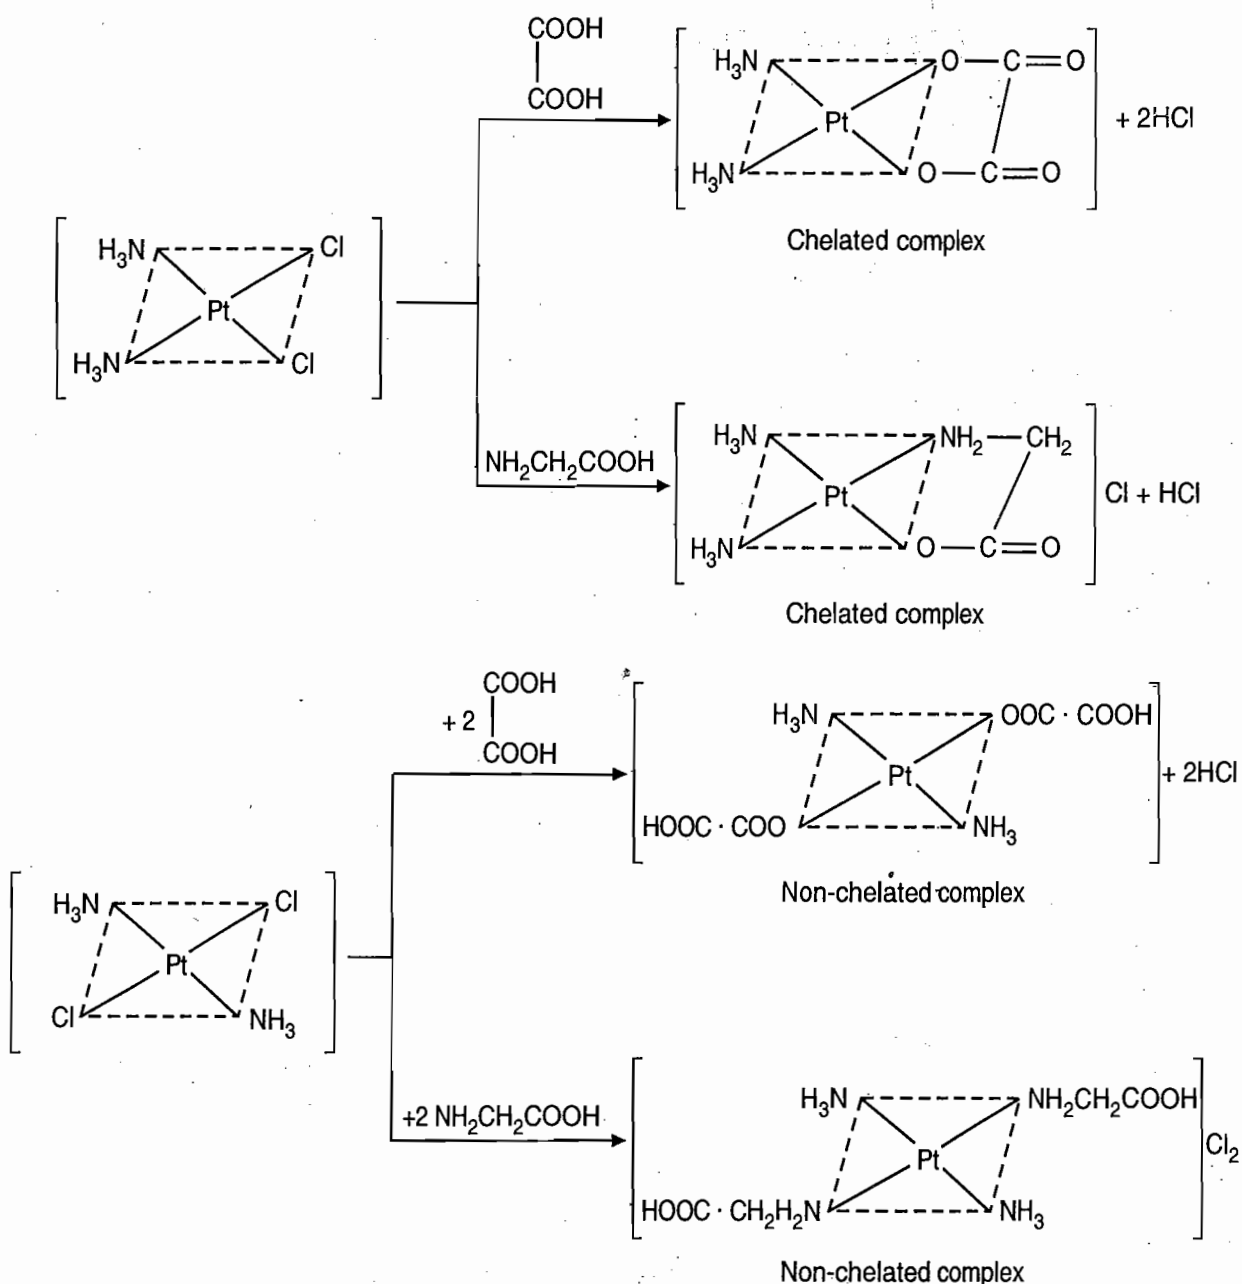 COOH
COOH
H₃N O—C=O
Pt
H₃N O—C=O
+ 2HCl
Chelated complex
H₃N Cl
Pt
H₃N Cl
NH₂CH₂COOH
H₃N NH₂—CH₂
Pt
H₃N O—C=O
Cl + HCl
Chelated complex
+ 2
COOH
COOH
H₃N OOC · COOH
Pt
HOOC · COO NH₃
+ 2HCl
Non-chelated complex
H₃N Cl
Pt
Cl NH₃
+2 NH₂CH₂COOH
H₃N NH₂CH₂COOH
Pt
HOOC · CH₂H₂N NH₃
Cl₂
Non-chelated complex